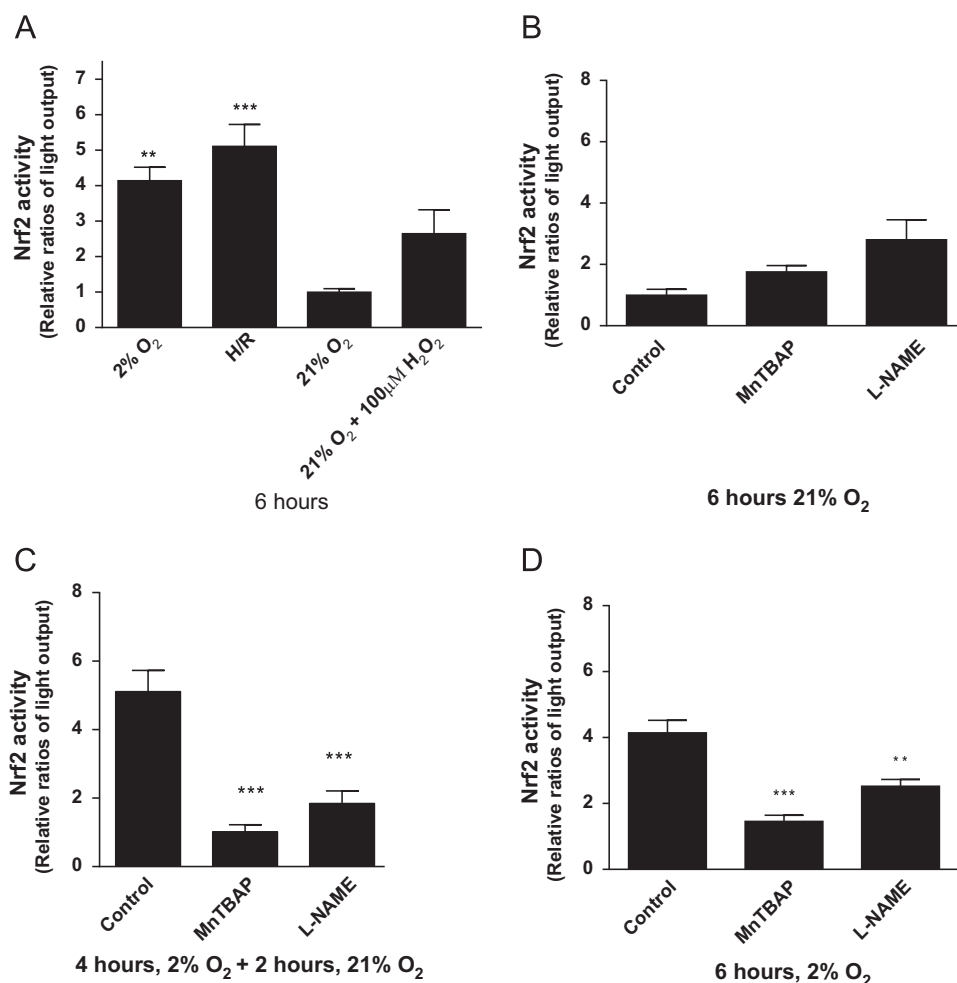 A
Nrf2 activity
(Relative ratios of light output)
7
6
5
4
3
2
1
0
**
***
2% O₂
H/R
21% O₂
21% O₂ + 100μM H₂O₂
6 hours
B
Nrf2 activity
(Relative ratios of light output)
8
6
4
2
0
Control
MnTBAP
L-NAME
6 hours 21% O₂
C
Nrf2 activity
(Relative ratios of light output)
8
6
4
2
0
***
***
Control
MnTBAP
L-NAME
4 hours, 2% O₂ + 2 hours, 21% O₂
D
Nrf2 activity
(Relative ratios of light output)
8
6
4
2
0
***
**
Control
MnTBAP
L-NAME
6 hours, 2% O₂